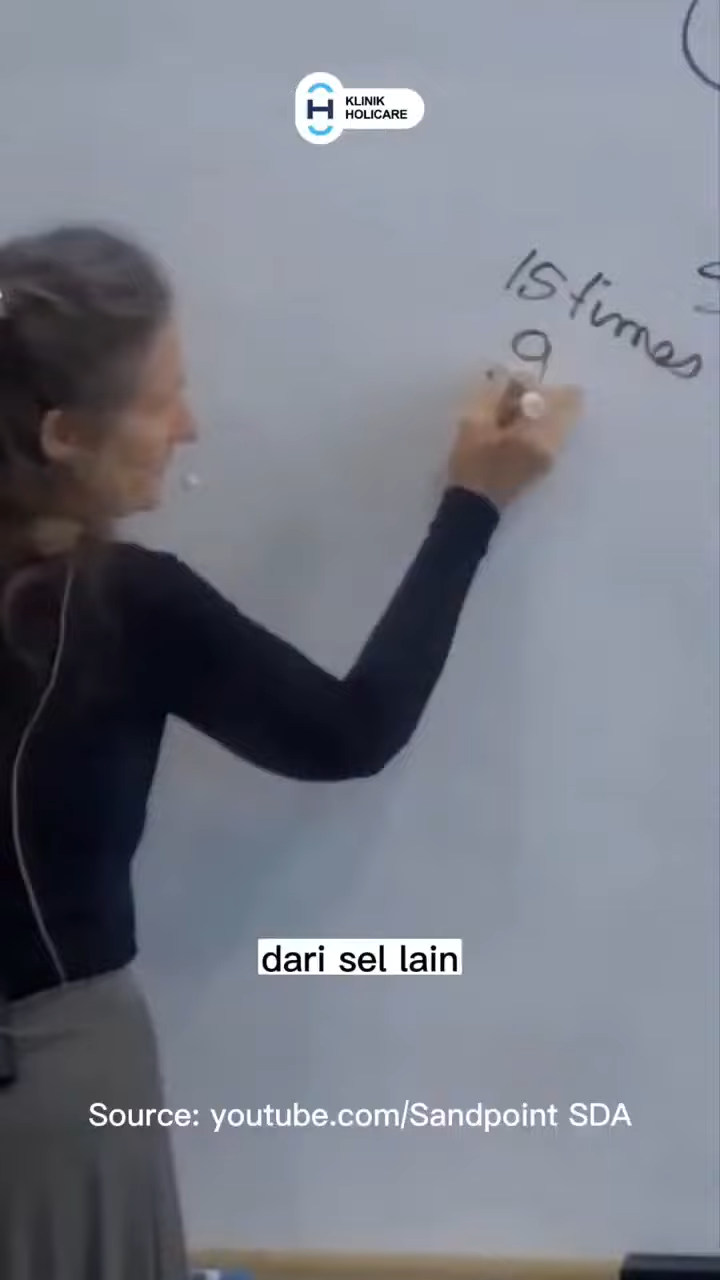 KLINIK
HOLICARE
15 times
9
dari sel lain
Source: youtube.com/Sandpoint SDA